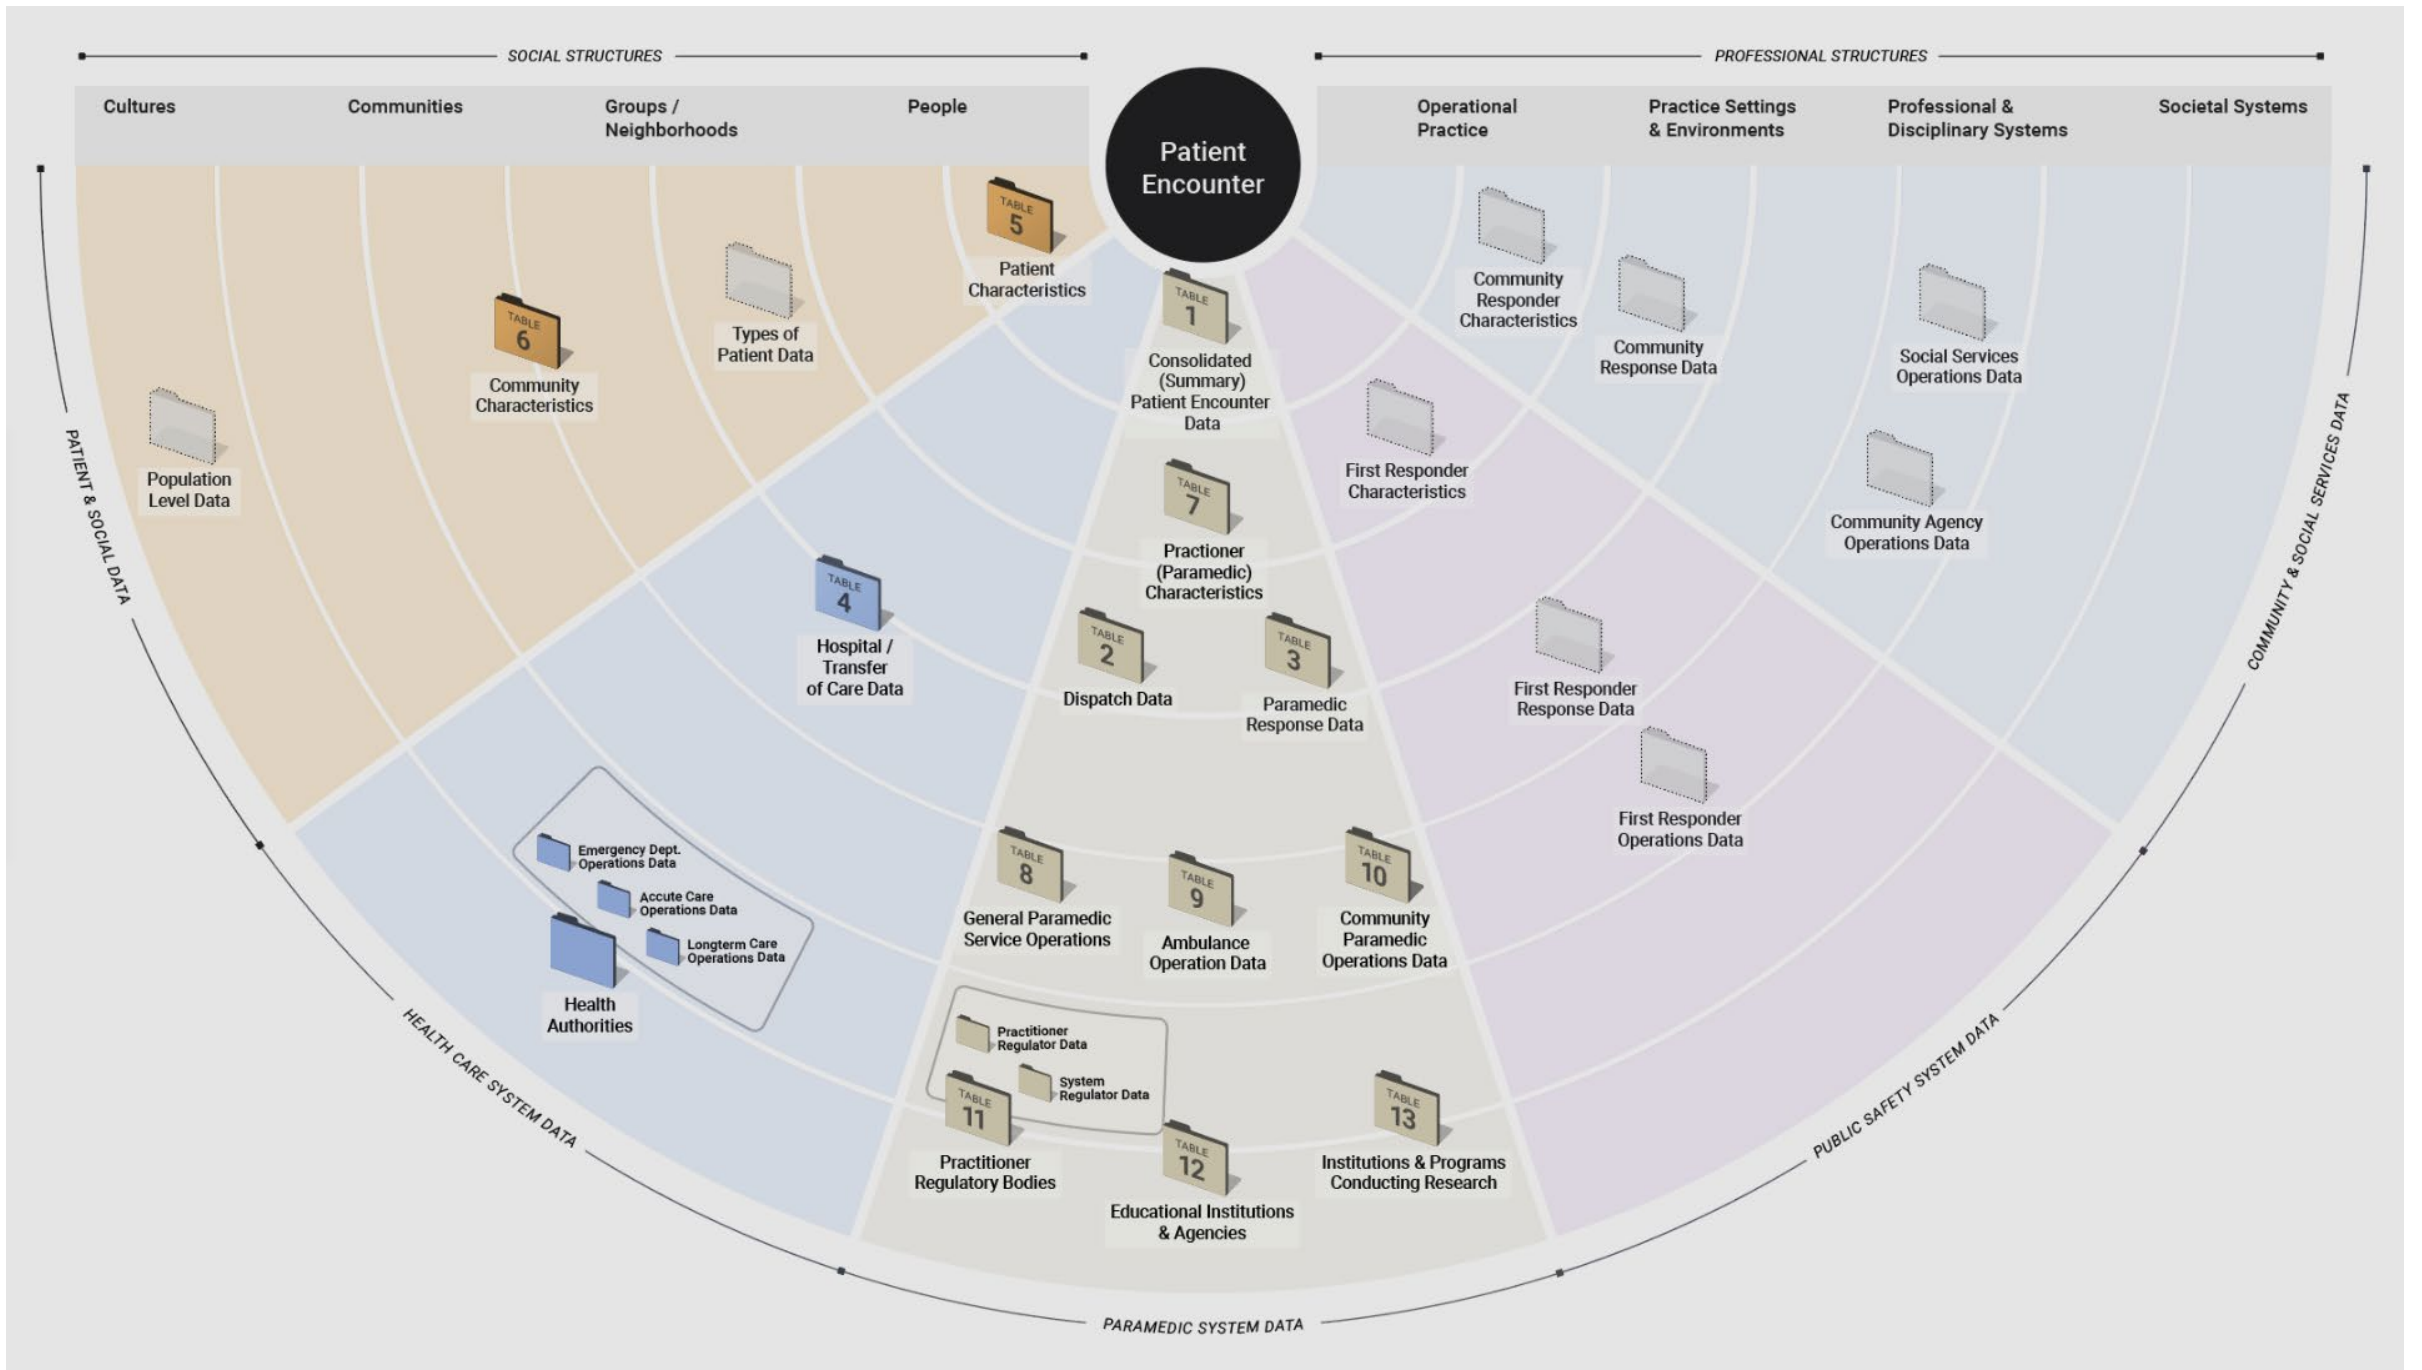 SOCIAL STRUCTURES
PROFESSIONAL STRUCTURES
Cultures
Communities
Groups /
Neighborhoods
People
Patient
Encounter
Operational
Practice
Practice Settings
& Environments
Professional &
Disciplinary Systems
Societal Systems
TABLE
5
Patient
Characteristics
Types of
Patient Data
TABLE
6
Community
Characteristics
Population
Level Data
PATIENT & SOCIAL DATA
TABLE
4
Hospital /
Transfer
of Care Data
Emergency Dept.
Operations Data
Accute Care
Operations Data
Longterm Care
Operations Data
Health
Authorities
HEALTH CARE SYSTEM DATA
TABLE
1
Consolidated
(Summary)
Patient Encounter
Data
TABLE
7
Practioner
(Paramedic)
Characteristics
TABLE
2
Dispatch Data
TABLE
3
Paramedic
Response Data
TABLE
8
General Paramedic
Service Operations
TABLE
9
Ambulance
Operation Data
TABLE
10
Community
Paramedic
Operations Data
Practitioner
Regulator Data
System
Regulator Data
TABLE
11
Practitioner
Regulatory Bodies
TABLE
12
Educational Institutions
& Agencies
TABLE
13
Institutions & Programs
Conducting Research
PARAMEDIC SYSTEM DATA
First Responder
Characteristics
First Responder
Response Data
First Responder
Operations Data
PUBLIC SAFETY SYSTEM DATA
Community
Responder
Characteristics
Community
Response Data
Social Services
Operations Data
Community Agency
Operations Data
COMMUNITY & SOCIAL SERVICES DATA